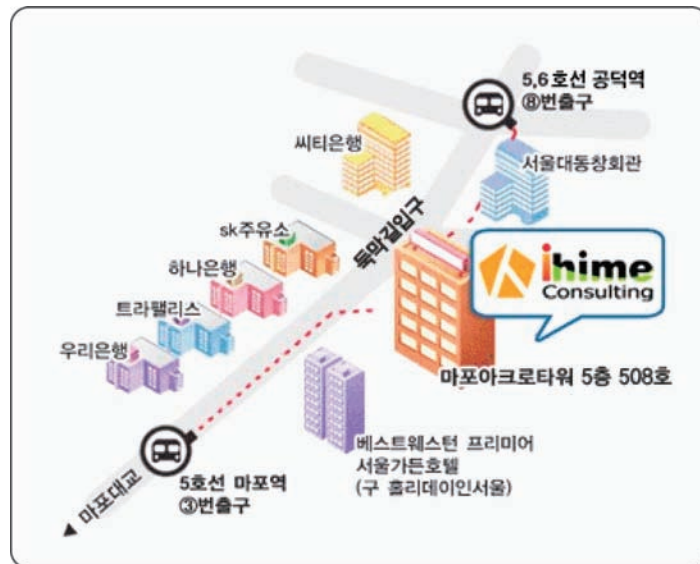 5,6호선 공덕역
⑧번출구
씨티은행
서울대동창회관
독막길입구
sk주유소
하나은행
트라팰리스
우리은행
ihime
Consulting
마포아크로타워 5층 508호
베스트웨스턴 프리미어
서울가든호텔
(구 홀리데이인서울)
5호선 마포역
③번출구
◀ 마포대교